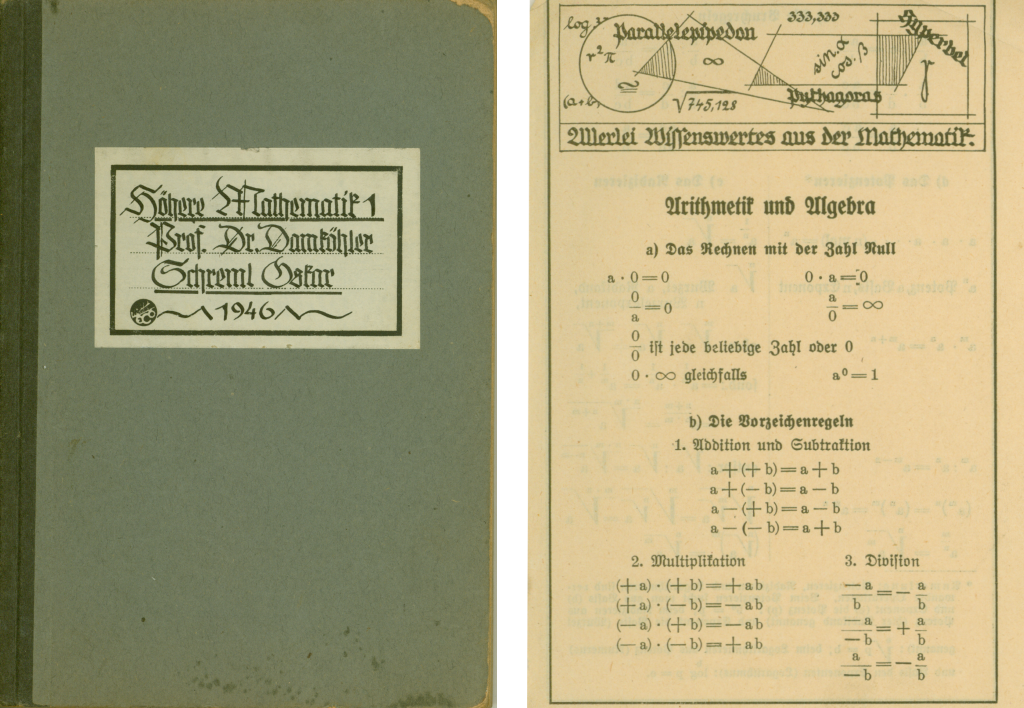 Höhere Mathematik 1
Prof. Dr. Damköhler
Schreml Oskar
1946
log
Parallelepipedon
333,333
Hyperbel
r²π
∞
sin.α
cos.β
γ
(a+b)
√745,128
Pythagoras
Allerlei Wissenswertes aus der Mathematik.
Arithmetik und Algebra
a) Das Rechnen mit der Zahl Null
a · 0 = 0    0 · a = 0
0/a = 0    a/0 = ∞
0/0 ist jede beliebige Zahl oder 0
0 · ∞ gleichfalls    a⁰ = 1
b) Die Vorzeichenregeln
1. Addition und Subtraktion
a + (+ b) = a + b
a + (− b) = a − b
a − (+ b) = a − b
a − (− b) = a + b
2. Multiplikation
(+ a) · (+ b) = + ab
(+ a) · (− b) = − ab
(− a) · (+ b) = − ab
(− a) · (− b) = + ab
3. Division
−a/b = − a/b
−a/−b = + a/b
a/−b = − a/b